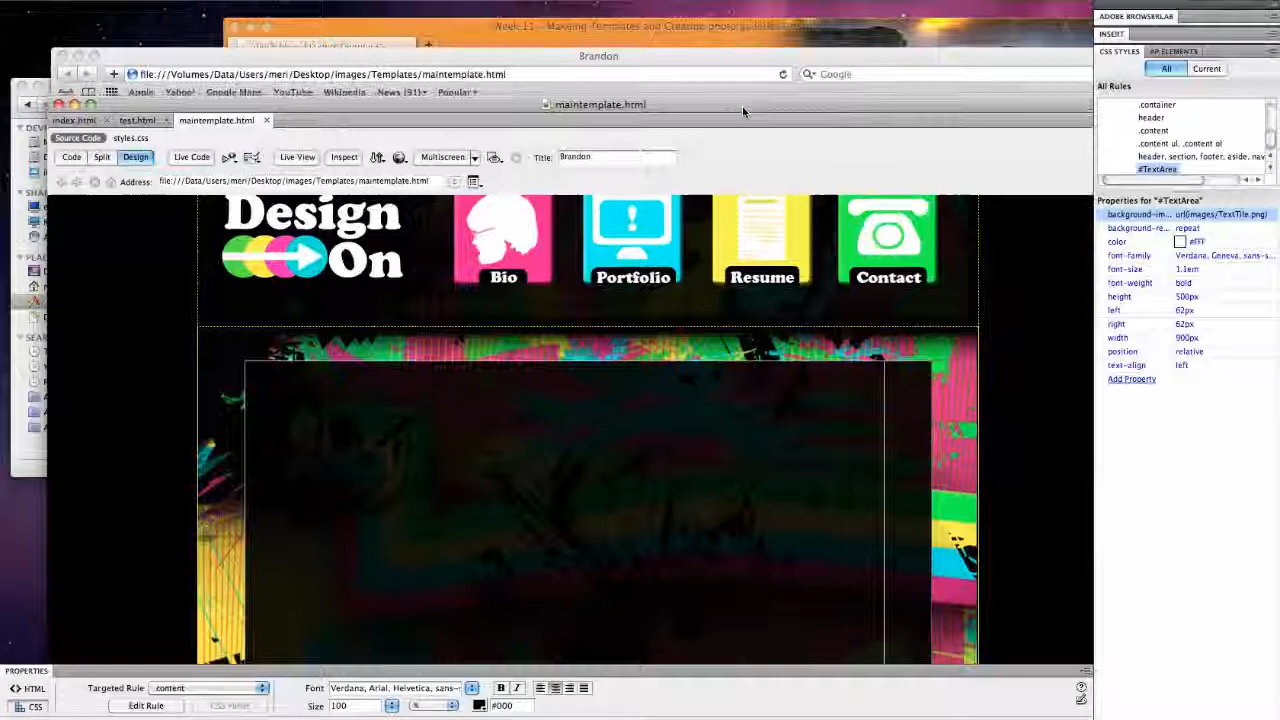 Week 11 - Making Templates and Creating photo galleries
Brandon
file:///Volumes/Data/Users/meri/Desktop/images/Templates/maintemplate.html
Google
Apple Yahoo! Google Maps YouTube Wikipedia News (91) Popular
maintemplate.html
index.html test.html maintemplate.html
Source Code styles.css
Code Split Design Live Code Live View Inspect Multiscreen Title: Brandon
Address: file:///Data/Users/meri/Desktop/images/Templates/maintemplate.html
Design
On
Bio Portfolio Resume Contact
PROPERTIES
HTML
CSS
Targeted Rule .content
Edit Rule
CSS Panel
Font Verdana, Arial, Helvetica, sans-
B I
Size 100 % #000
ADOBE BROWSERLAB
INSERT
CSS STYLES AP ELEMENTS
All Current
All Rules
.container
header
.content
.content ul, .content ol
header, section, footer, aside, nav
#TextArea
Properties for "#TextArea"
background-im... url(images/TextTile.png)
background-re... repeat
color #FFF
font-family Verdana, Geneva, sans-s...
font-size 1.1em
font-weight bold
height 500px
left 62px
right 62px
width 900px
position relative
text-align left
Add Property